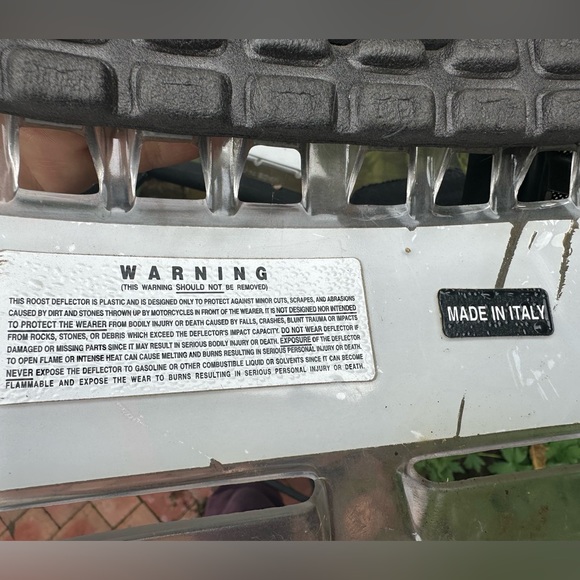 WARNING
(THIS WARNING SHOULD NOT BE REMOVED)
THIS ROOST DEFLECTOR IS PLASTIC AND IS DESIGNED ONLY TO PROTECT AGAINST MINOR CUTS, SCRAPES, AND ABRASIONS
CAUSED BY DIRT AND STONES THROWN UP BY MOTORCYCLES IN FRONT OF THE WEARER. IT IS NOT DESIGNED NOR INTENDED
TO PROTECT THE WEARER FROM BODILY INJURY OR DEATH CAUSED BY FALLS, CRASHES, BLUNT TRAUMA OR IMPACTS
FROM ROCKS, STONES, OR DEBRIS WHICH EXCEED THE DEFLECTOR'S IMPACT CAPACITY. DO NOT WEAR DEFLECTOR IF
DAMAGED OR MISSING PARTS SINCE IT MAY RESULT IN SERIOUS BODILY INJURY OR DEATH. EXPOSURE OF THE DEFLECTOR
TO OPEN FLAME OR INTENSE HEAT CAN CAUSE MELTING AND BURNS RESULTING IN SERIOUS PERSONAL INJURY OR DEATH.
NEVER EXPOSE THE DEFLECTOR TO GASOLINE OR OTHER COMBUSTIBLE LIQUID OR SOLVENTS SINCE IT CAN BECOME
FLAMMABLE AND EXPOSE THE WEAR TO BURNS RESULTING IN SERIOUS PERSONAL INJURY OR DEATH.
MADE IN ITALY